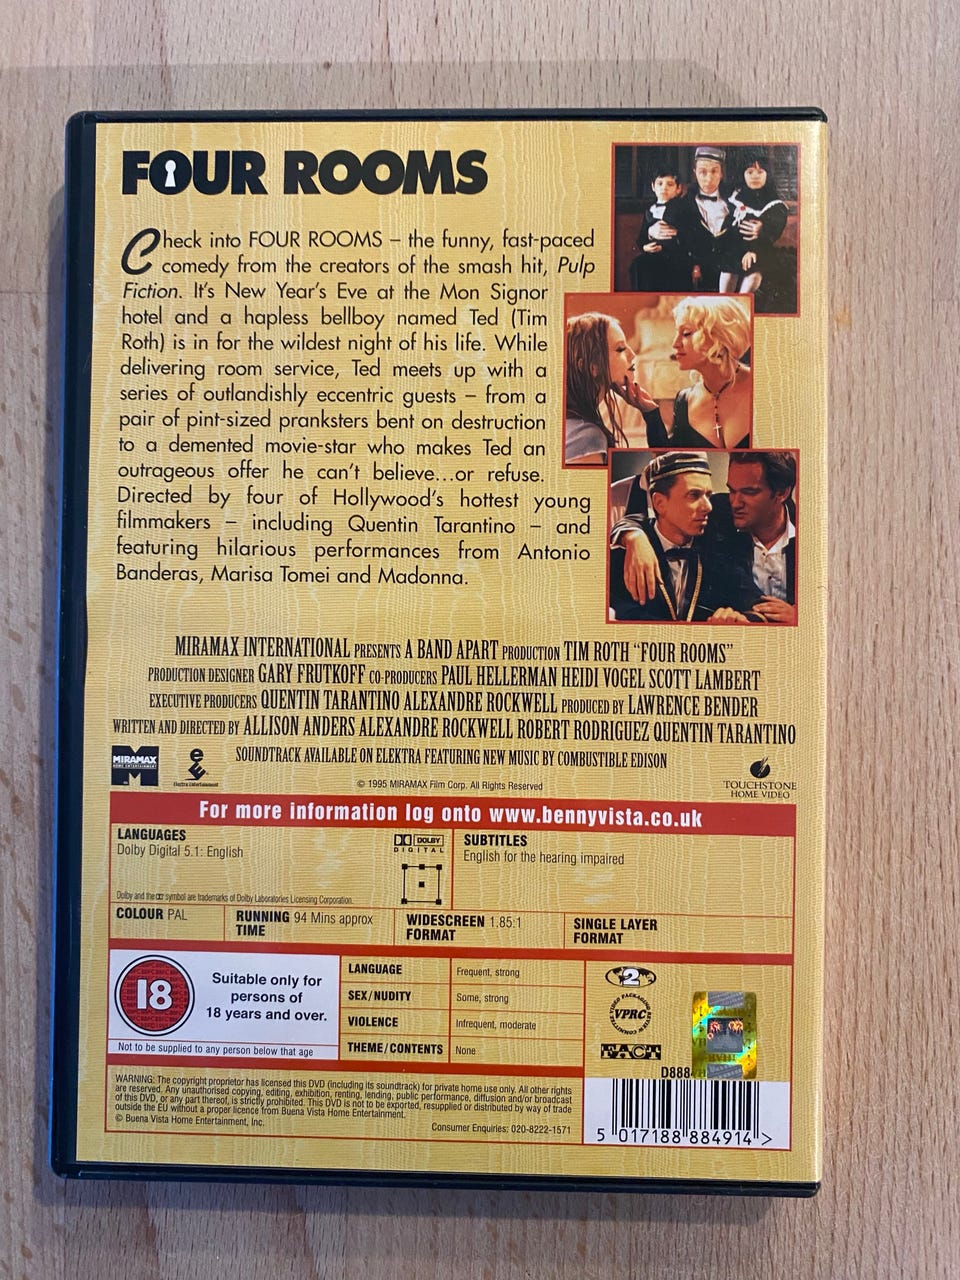 FOUR ROOMS
Check into FOUR ROOMS – the funny, fast-paced
comedy from the creators of the smash hit, Pulp
Fiction. It's New Year's Eve at the Mon Signor
hotel and a hapless bellboy named Ted (Tim
Roth) is in for the wildest night of his life. While
delivering room service, Ted meets up with a
series of outlandishly eccentric guests – from a
pair of pint-sized pranksters bent on destruction
to a demented movie-star who makes Ted an
outrageous offer he can't believe...or refuse.
Directed by four of Hollywood's hottest young
filmmakers – including Quentin Tarantino – and
featuring hilarious performances from Antonio
Banderas, Marisa Tomei and Madonna.
MIRAMAX INTERNATIONAL PRESENTS A BAND APART PRODUCTION TIM ROTH "FOUR ROOMS"
PRODUCTION DESIGNER GARY FRUTKOFF CO-PRODUCERS PAUL HELLERMAN HEIDI VOGEL SCOTT LAMBERT
EXECUTIVE PRODUCERS QUENTIN TARANTINO ALEXANDRE ROCKWELL PRODUCED BY LAWRENCE BENDER
WRITTEN AND DIRECTED BY ALLISON ANDERS ALEXANDRE ROCKWELL ROBERT RODRIGUEZ QUENTIN TARANTINO
SOUNDTRACK AVAILABLE ON ELEKTRA FEATURING NEW MUSIC BY COMBUSTIBLE EDISON
MIRAMAX
HOME ENTERTAINMENT
Elektra Entertainment
© 1995 MIRAMAX Film Corp. All Rights Reserved
TOUCHSTONE
HOME VIDEO
For more information log onto www.bennyvista.co.uk
LANGUAGES
Dolby Digital 5.1: English
DOLBY
DIGITAL
Dolby and the symbol are trademarks of Dolby Laboratories Licensing Corporation.
SUBTITLES
English for the hearing impaired
COLOUR PAL
RUNNING TIME 94 Mins approx
WIDESCREEN FORMAT 1.85:1
SINGLE LAYER FORMAT
18
Suitable only for
persons of
18 years and over.
Not to be supplied to any person below that age
LANGUAGE Frequent, strong
SEX/NUDITY Some, strong
VIOLENCE Infrequent, moderate
THEME/CONTENTS None
2
VIDEO PACKAGING REVIEW COMMITTEE
VPRC
FACT
D888
WARNING: The copyright proprietor has licensed this DVD (including its soundtrack) for private home use only. All other rights
are reserved. Any unauthorised copying, editing, exhibition, renting, lending, public performance, diffusion and/or broadcast
of this DVD, or any part thereof, is strictly prohibited. This DVD is not to be exported, resupplied or distributed by way of trade
outside the EU without a proper licence from Buena Vista Home Entertainment.
© Buena Vista Home Entertainment, Inc.
Consumer Enquiries: 020-8222-1571
5 017188 884914 >